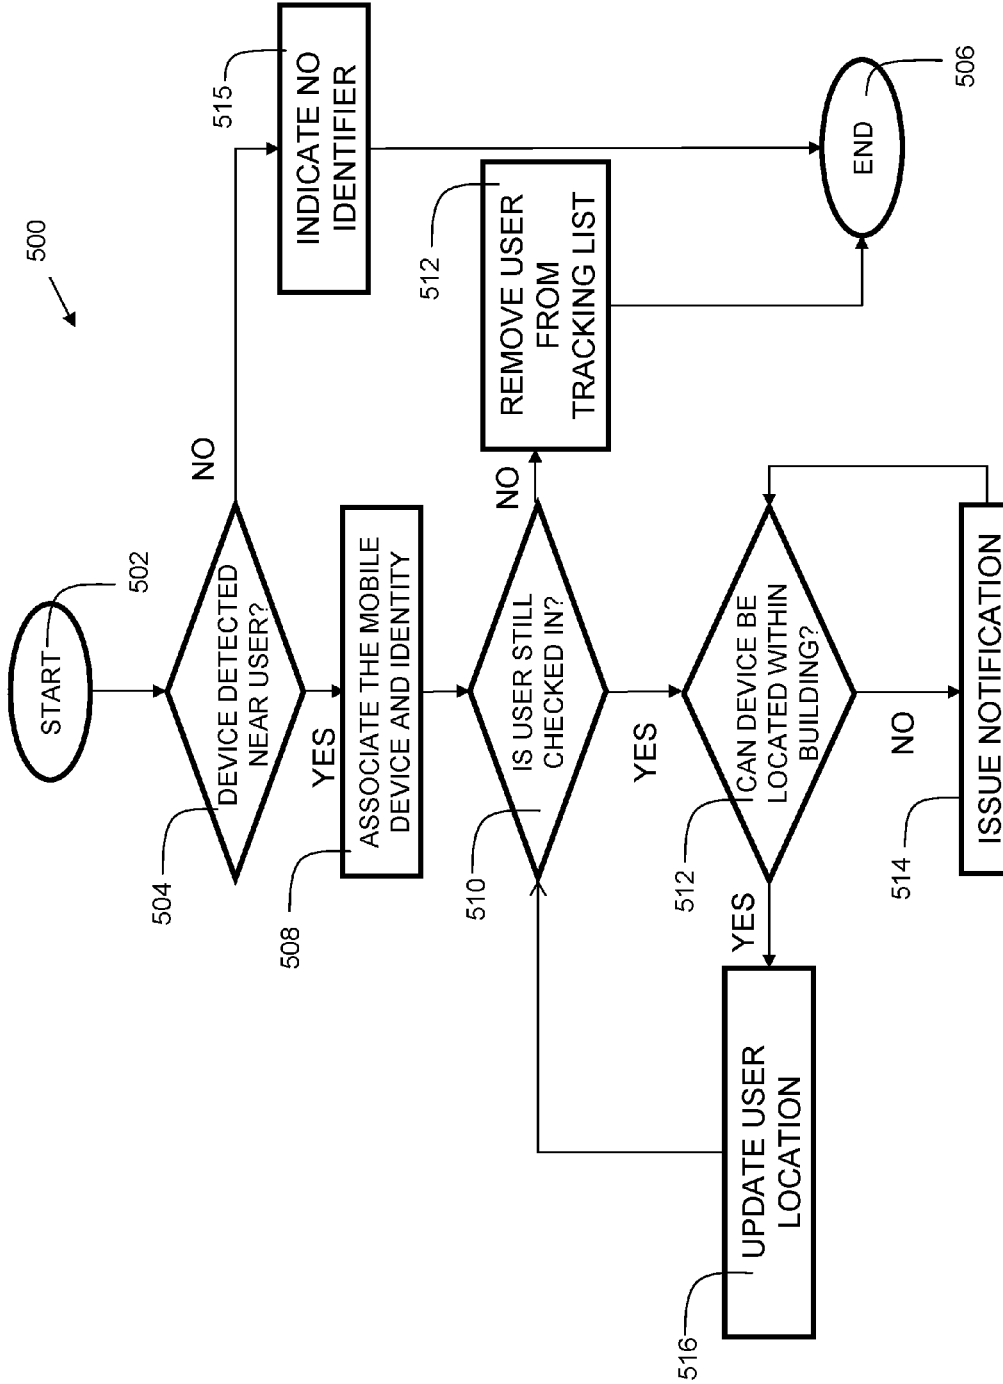 500
START
502
DEVICE DETECTED
NEAR USER?
504
NO
INDICATE NO
IDENTIFIER
515
YES
ASSOCIATE THE MOBILE
DEVICE AND IDENTITY
508
IS USER STILL
CHECKED IN?
510
NO
REMOVE USER
FROM
TRACKING LIST
512
YES
CAN DEVICE BE
LOCATED WITHIN
BUILDING?
512
YES
UPDATE USER
LOCATION
516
NO
ISSUE NOTIFICATION
514
END
506